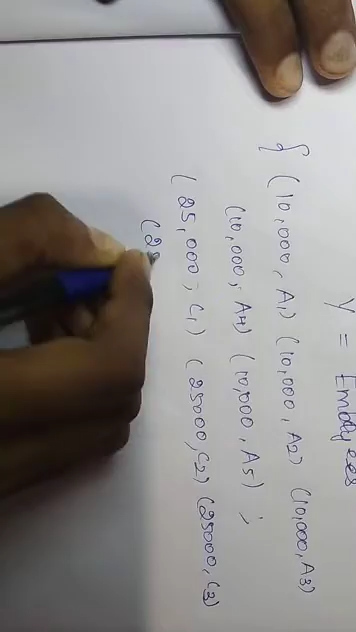 Y = Employees
{ (10,000, A1) (10,000, A2) (10,000, A3)
(10,000, A4) (10,000, A5) ;
(25,000, C1) (25000, C2) (25000, C3)
(2